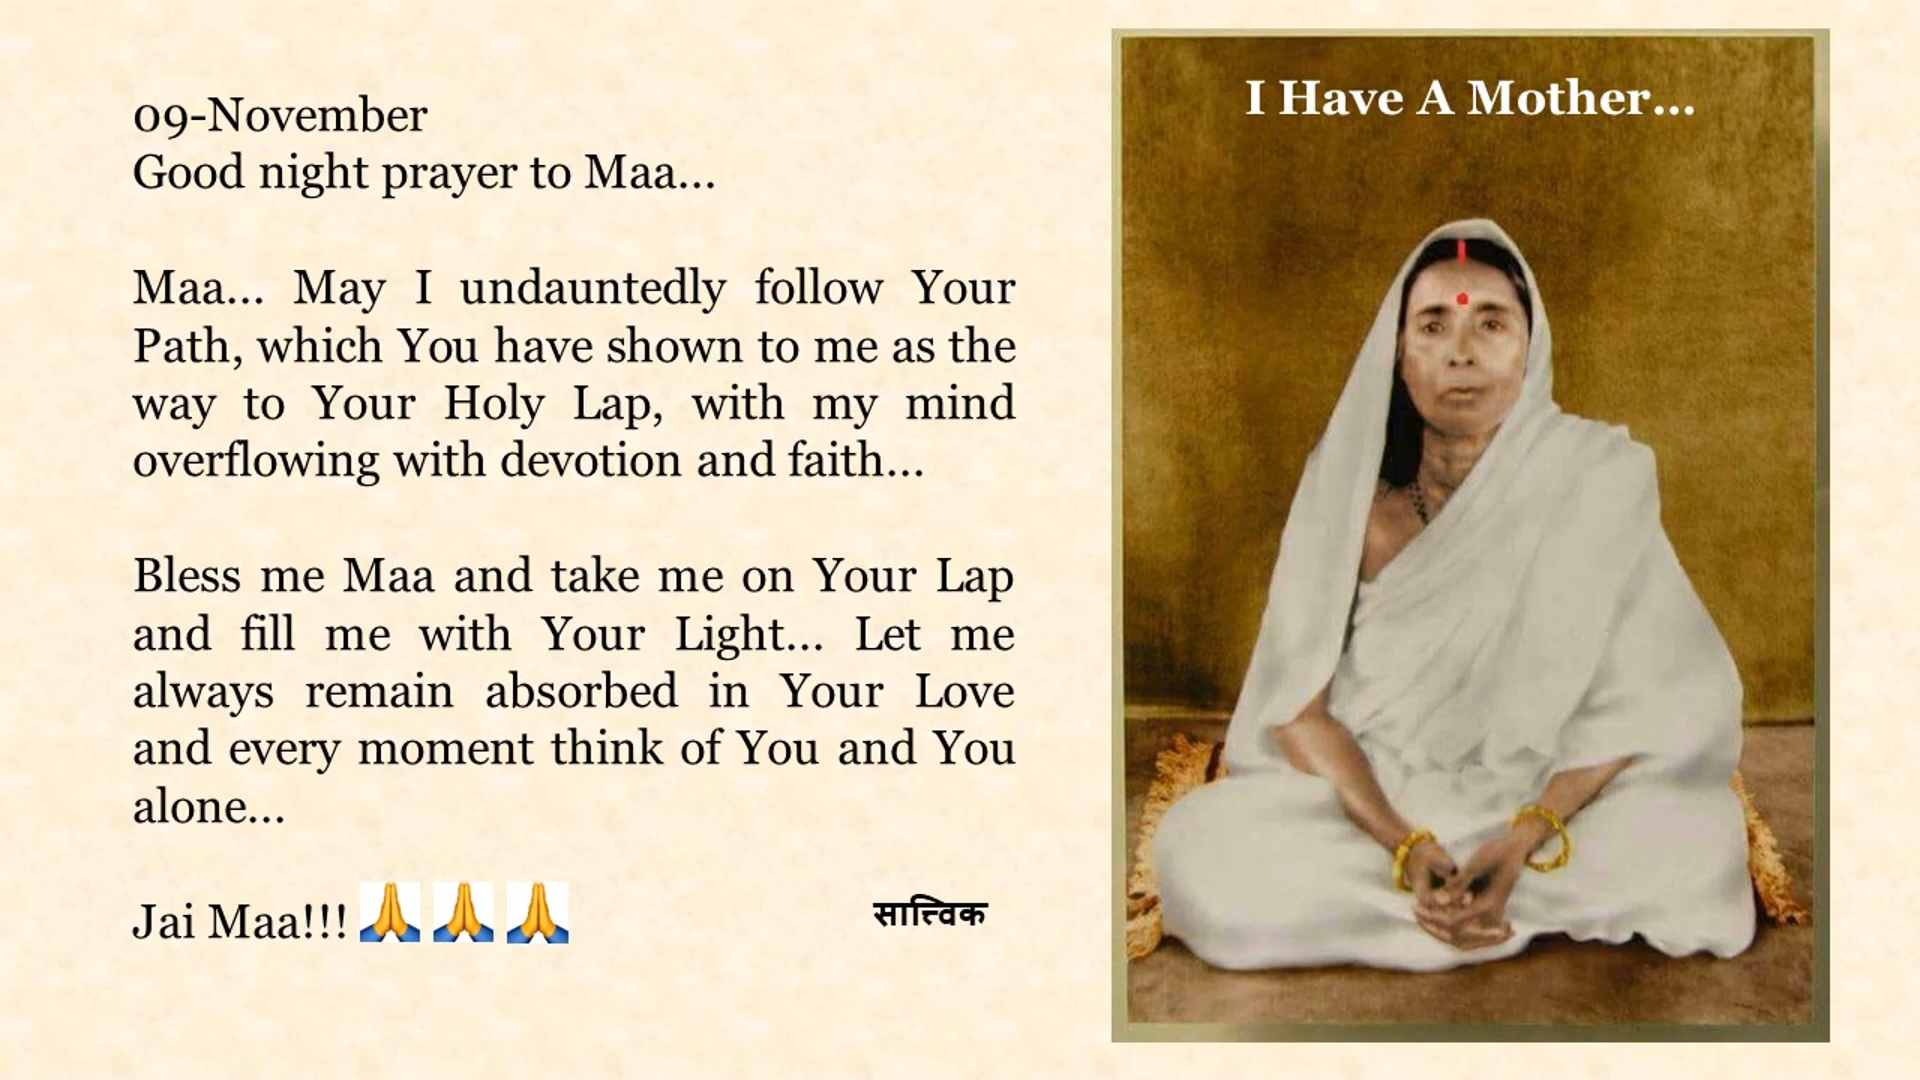 09-November
Good night prayer to Maa...
Maa... May I undauntedly follow Your
Path, which You have shown to me as the
way to Your Holy Lap, with my mind
overflowing with devotion and faith...
Bless me Maa and take me on Your Lap
and fill me with Your Light... Let me
always remain absorbed in Your Love
and every moment think of You and You
alone...
Jai Maa!!! 🙏🙏🙏
सात्त्विक
I Have A Mother...